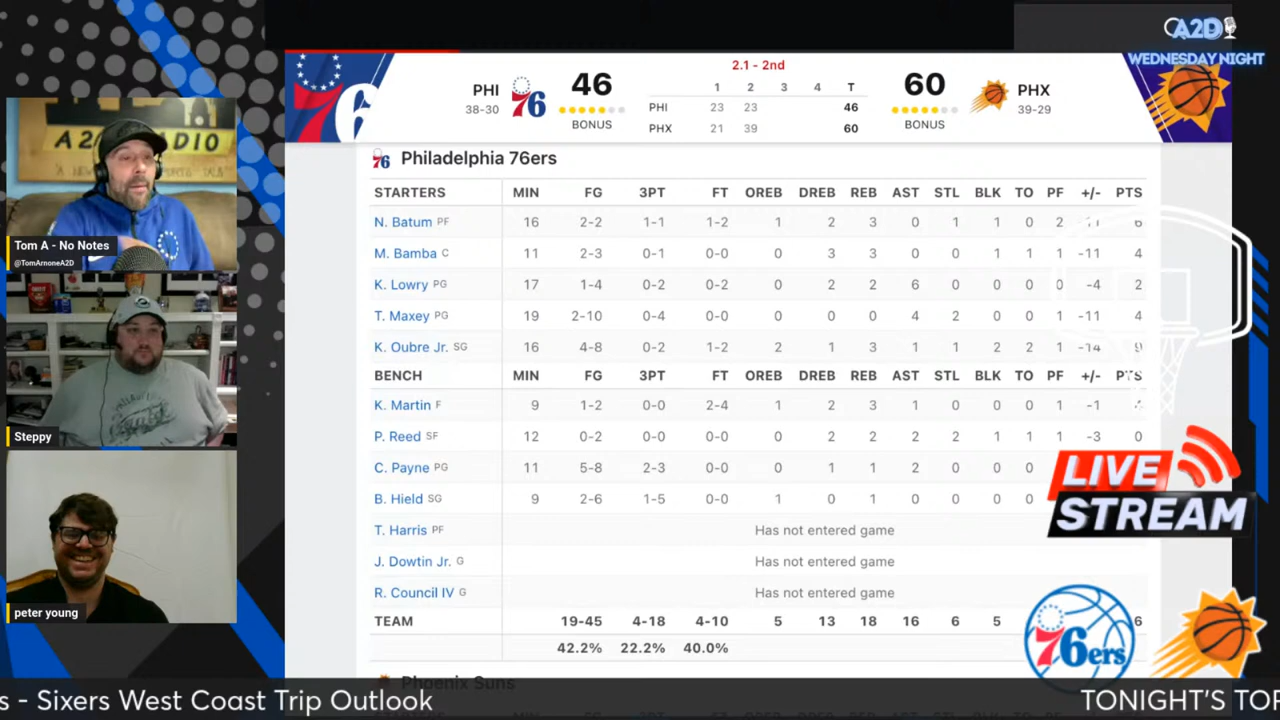 A2D
WEDNESDAY NIGHT
2.1 - 2nd
PHI 46 1 2 3 4 T 60 PHX
38-30 PHI 23 23 46 39-29
BONUS PHX 21 39 60 BONUS
76
76
Philadelphia 76ers
STARTERS MIN FG 3PT FT OREB DREB REB AST STL BLK TO PF +/- PTS
N. Batum PF 16 2-2 1-1 1-2 1 2 3 0 1 1 0 2 6
M. Bamba C 11 2-3 0-1 0-0 0 3 3 0 0 1 1 1 -11 4
K. Lowry PG 17 1-4 0-2 0-2 0 2 2 6 0 0 0 0 -4 2
T. Maxey PG 19 2-10 0-4 0-0 0 0 0 4 2 0 0 1 -11 4
K. Oubre Jr. SG 16 4-8 0-2 1-2 2 1 3 1 1 2 2 1 -14 9
BENCH MIN FG 3PT FT OREB DREB REB AST STL BLK TO PF +/- PTS
K. Martin F 9 1-2 0-0 2-4 1 2 3 1 0 0 0 1 -1 4
P. Reed SF 12 0-2 0-0 0-0 0 2 2 2 2 1 1 1 -3 0
C. Payne PG 11 5-8 2-3 0-0 0 1 1 2 0 0 0
B. Hield SG 9 2-6 1-5 0-0 1 0 1 0 0 0 0
T. Harris PF Has not entered game
J. Dowtin Jr. G Has not entered game
R. Council IV G Has not entered game
TEAM 19-45 4-18 4-10 5 13 18 16 6 5 6
42.2% 22.2% 40.0%
Phoenix Suns
LIVE
STREAM
76ers
Tom A - No Notes
@TomArnoneA2D
Steppy
peter young
s - Sixers West Coast Trip Outlook TONIGHT'S TOP